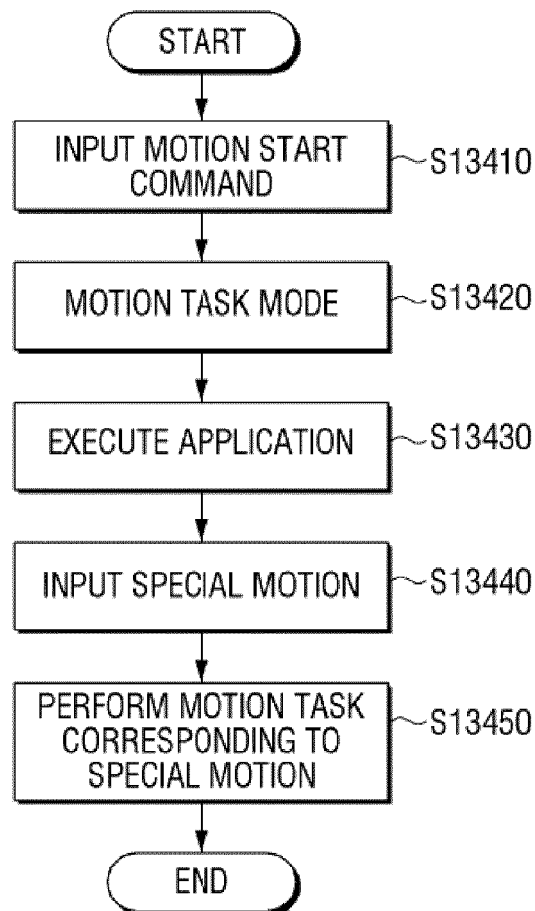 START
INPUT MOTION START
COMMAND
S13410
MOTION TASK MODE
S13420
EXECUTE APPLICATION
S13430
INPUT SPECIAL MOTION
S13440
PERFORM MOTION TASK
CORRESPONDING TO
SPECIAL MOTION
S13450
END